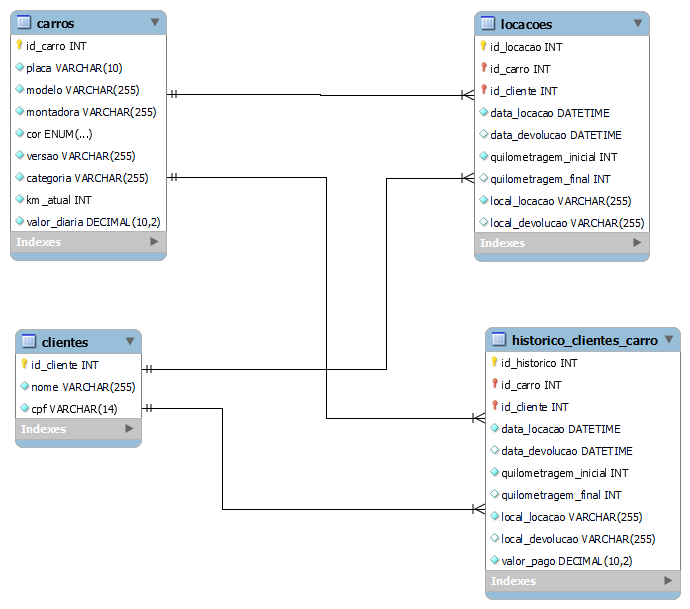 carros
id_carro INT
placa VARCHAR(10)
modelo VARCHAR(255)
montadora VARCHAR(255)
cor ENUM(...)
versao VARCHAR(255)
categoria VARCHAR(255)
km_atual INT
valor_diaria DECIMAL(10,2)
Indexes
locacoes
id_locacao INT
id_carro INT
id_cliente INT
data_locacao DATETIME
data_devolucao DATETIME
quilometragem_inicial INT
quilometragem_final INT
local_locacao VARCHAR(255)
local_devolucao VARCHAR(255)
Indexes
clientes
id_cliente INT
nome VARCHAR(255)
cpf VARCHAR(14)
Indexes
historico_clientes_carro
id_historico INT
id_carro INT
id_cliente INT
data_locacao DATETIME
data_devolucao DATETIME
quilometragem_inicial INT
quilometragem_final INT
local_locacao VARCHAR(255)
local_devolucao VARCHAR(255)
valor_pago DECIMAL(10,2)
Indexes